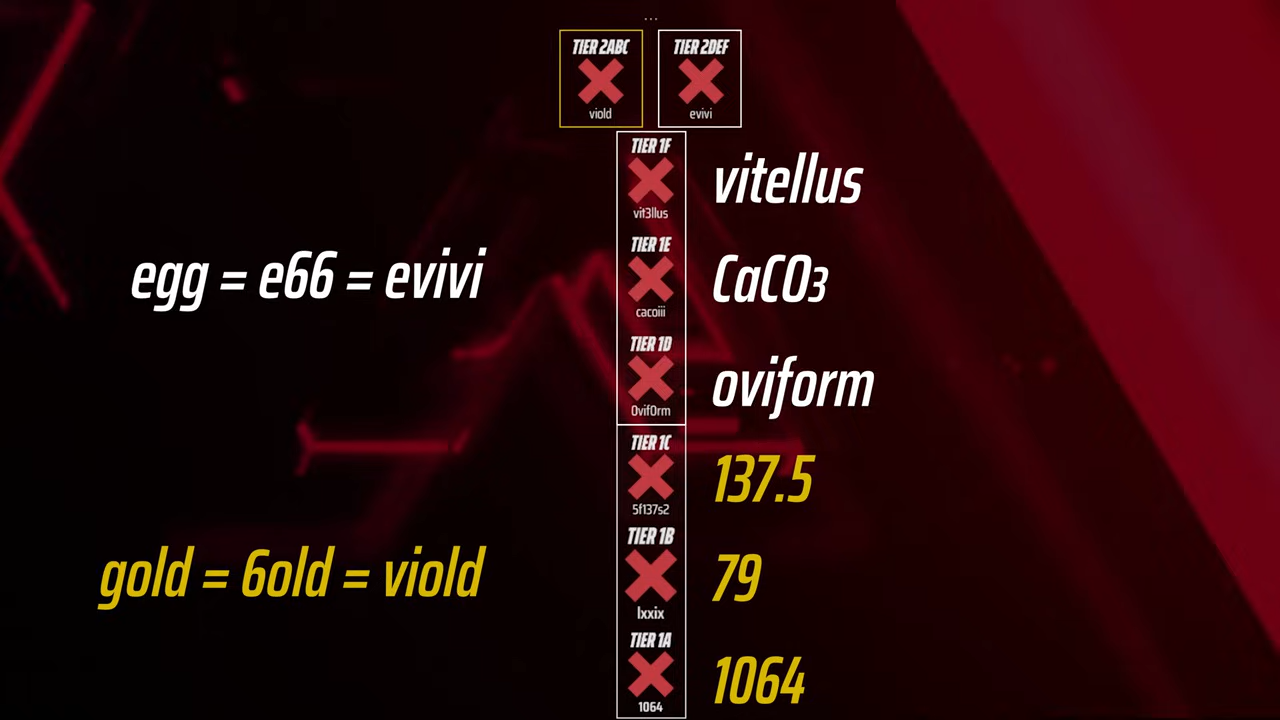 ...
TIER 2ABC
viold
TIER 2DEF
evivi
TIER 1F
vit3llus
vitellus
TIER 1E
cacoiii
CaCO3
egg = e66 = evivi
TIER 1D
0vif0rm
oviform
TIER 1C
5f137s2
137.5
TIER 1B
lxxix
79
gold = 6old = viold
TIER 1A
1064
1064